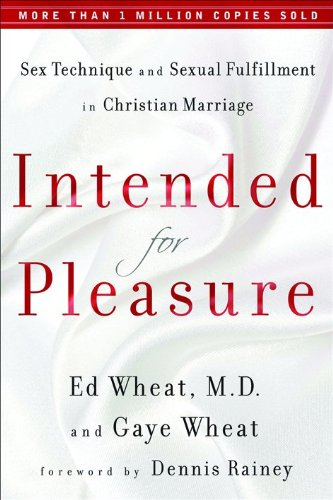 MORE THAN 1 MILLION COPIES SOLD
Sex Technique and Sexual Fulfillment
in Christian Marriage
Intended
for
Pleasure
Ed Wheat, M.D.
and Gaye Wheat
foreword by Dennis Rainey